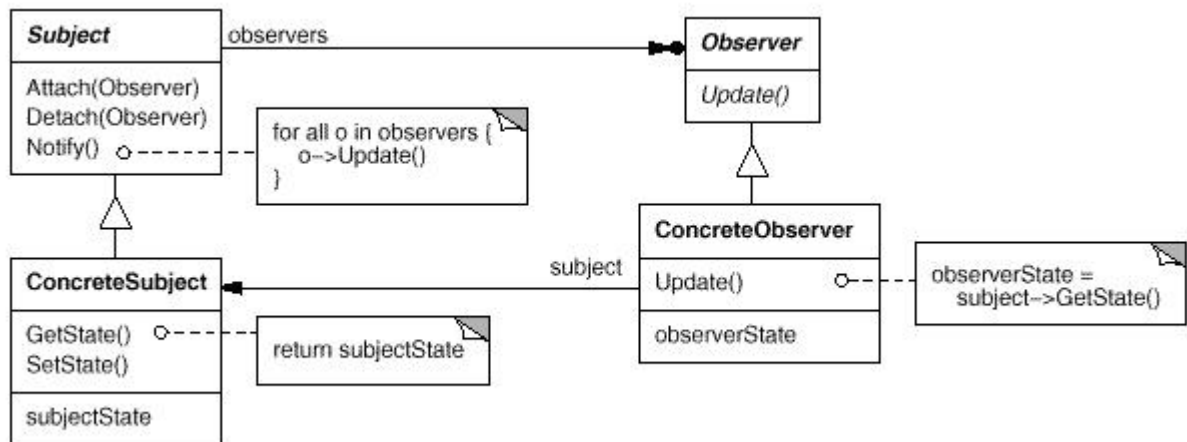 Subject
Attach(Observer)
Detach(Observer)
Notify()
observers
Observer
Update()
for all o in observers {
o->Update()
}
ConcreteSubject
GetState()
SetState()
subjectState
return subjectState
subject
ConcreteObserver
Update()
observerState
observerState =
subject->GetState()